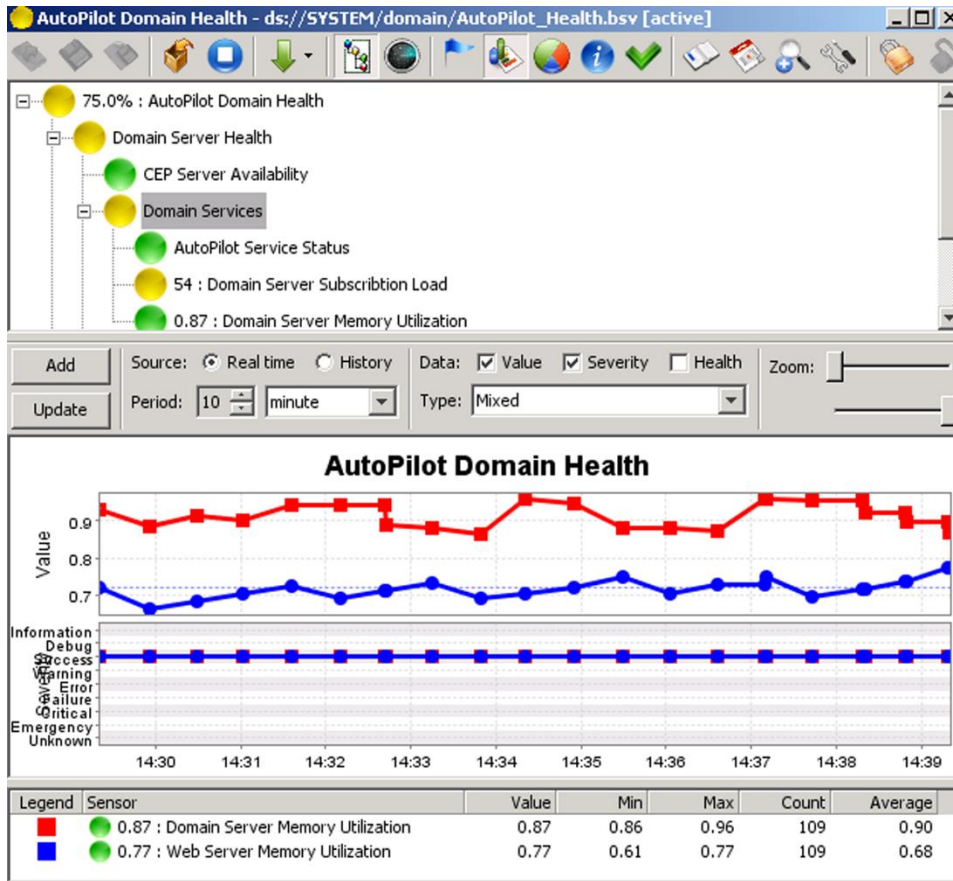 AutoPilot Domain Health - ds://SYSTEM/domain/AutoPilot_Health.bsv [active]
75.0% : AutoPilot Domain Health
Domain Server Health
CEP Server Availability
Domain Services
AutoPilot Service Status
54 : Domain Server Subscribtion Load
0.87 : Domain Server Memory Utilization
Add Source: Real time History Data: Value Severity Health Zoom:
Update Period: 10 minute Type: Mixed
AutoPilot Domain Health
Value
0.9
0.8
0.7
Severity
Information
Debug
Success
Warning
Error
Failure
Critical
Emergency
Unknown
14:30 14:31 14:32 14:33 14:34 14:35 14:36 14:37 14:38 14:39
Legend Sensor Value Min Max Count Average
0.87 : Domain Server Memory Utilization 0.87 0.86 0.96 109 0.90
0.77 : Web Server Memory Utilization 0.77 0.61 0.77 109 0.68